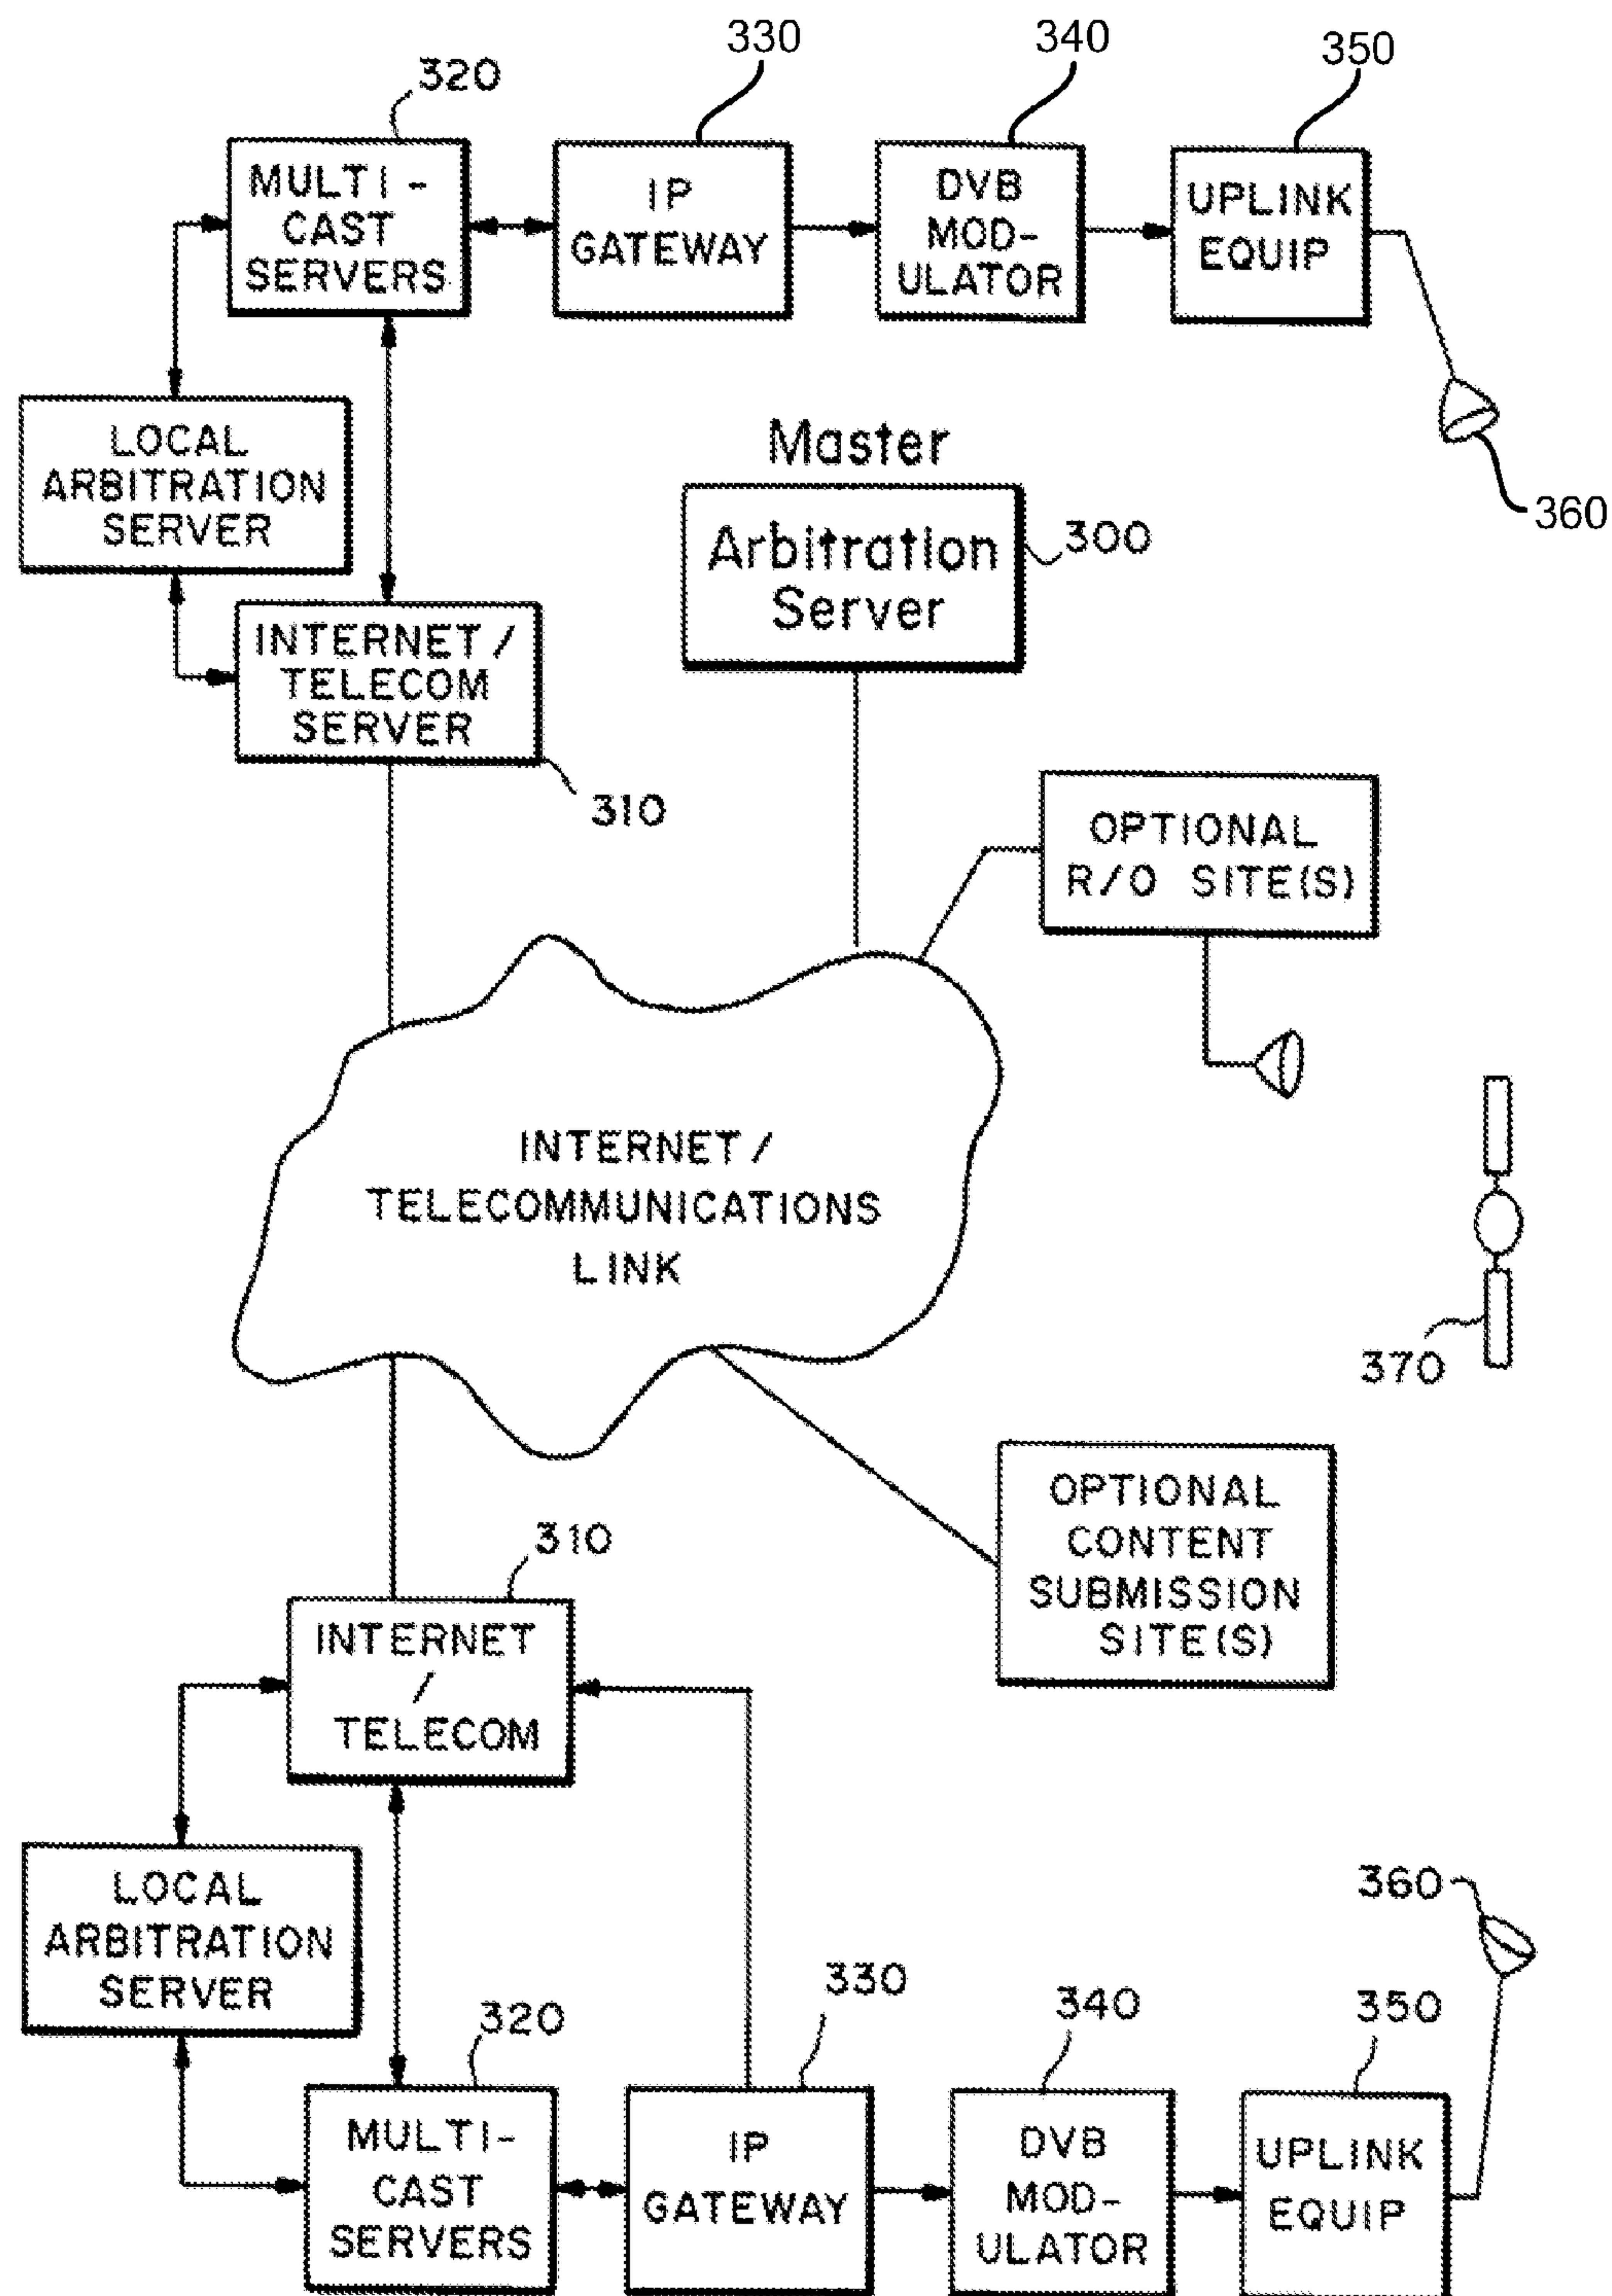 330
340
350
320
MULTI-
CAST
SERVERS
IP
GATEWAY
DVB
MOD-
ULATOR
UPLINK
EQUIP
360
LOCAL
ARBITRATION
SERVER
Master
Arbitration
Server
300
INTERNET/
TELECOM
SERVER
310
OPTIONAL
R/O SITE(S)
INTERNET/
TELECOMMUNICATIONS
LINK
370
OPTIONAL
CONTENT
SUBMISSION
SITE(S)
310
INTERNET
/
TELECOM
LOCAL
ARBITRATION
SERVER
360
320
330
340
350
MULTI-
CAST
SERVERS
IP
GATEWAY
DVB
MOD-
ULATOR
UPLINK
EQUIP